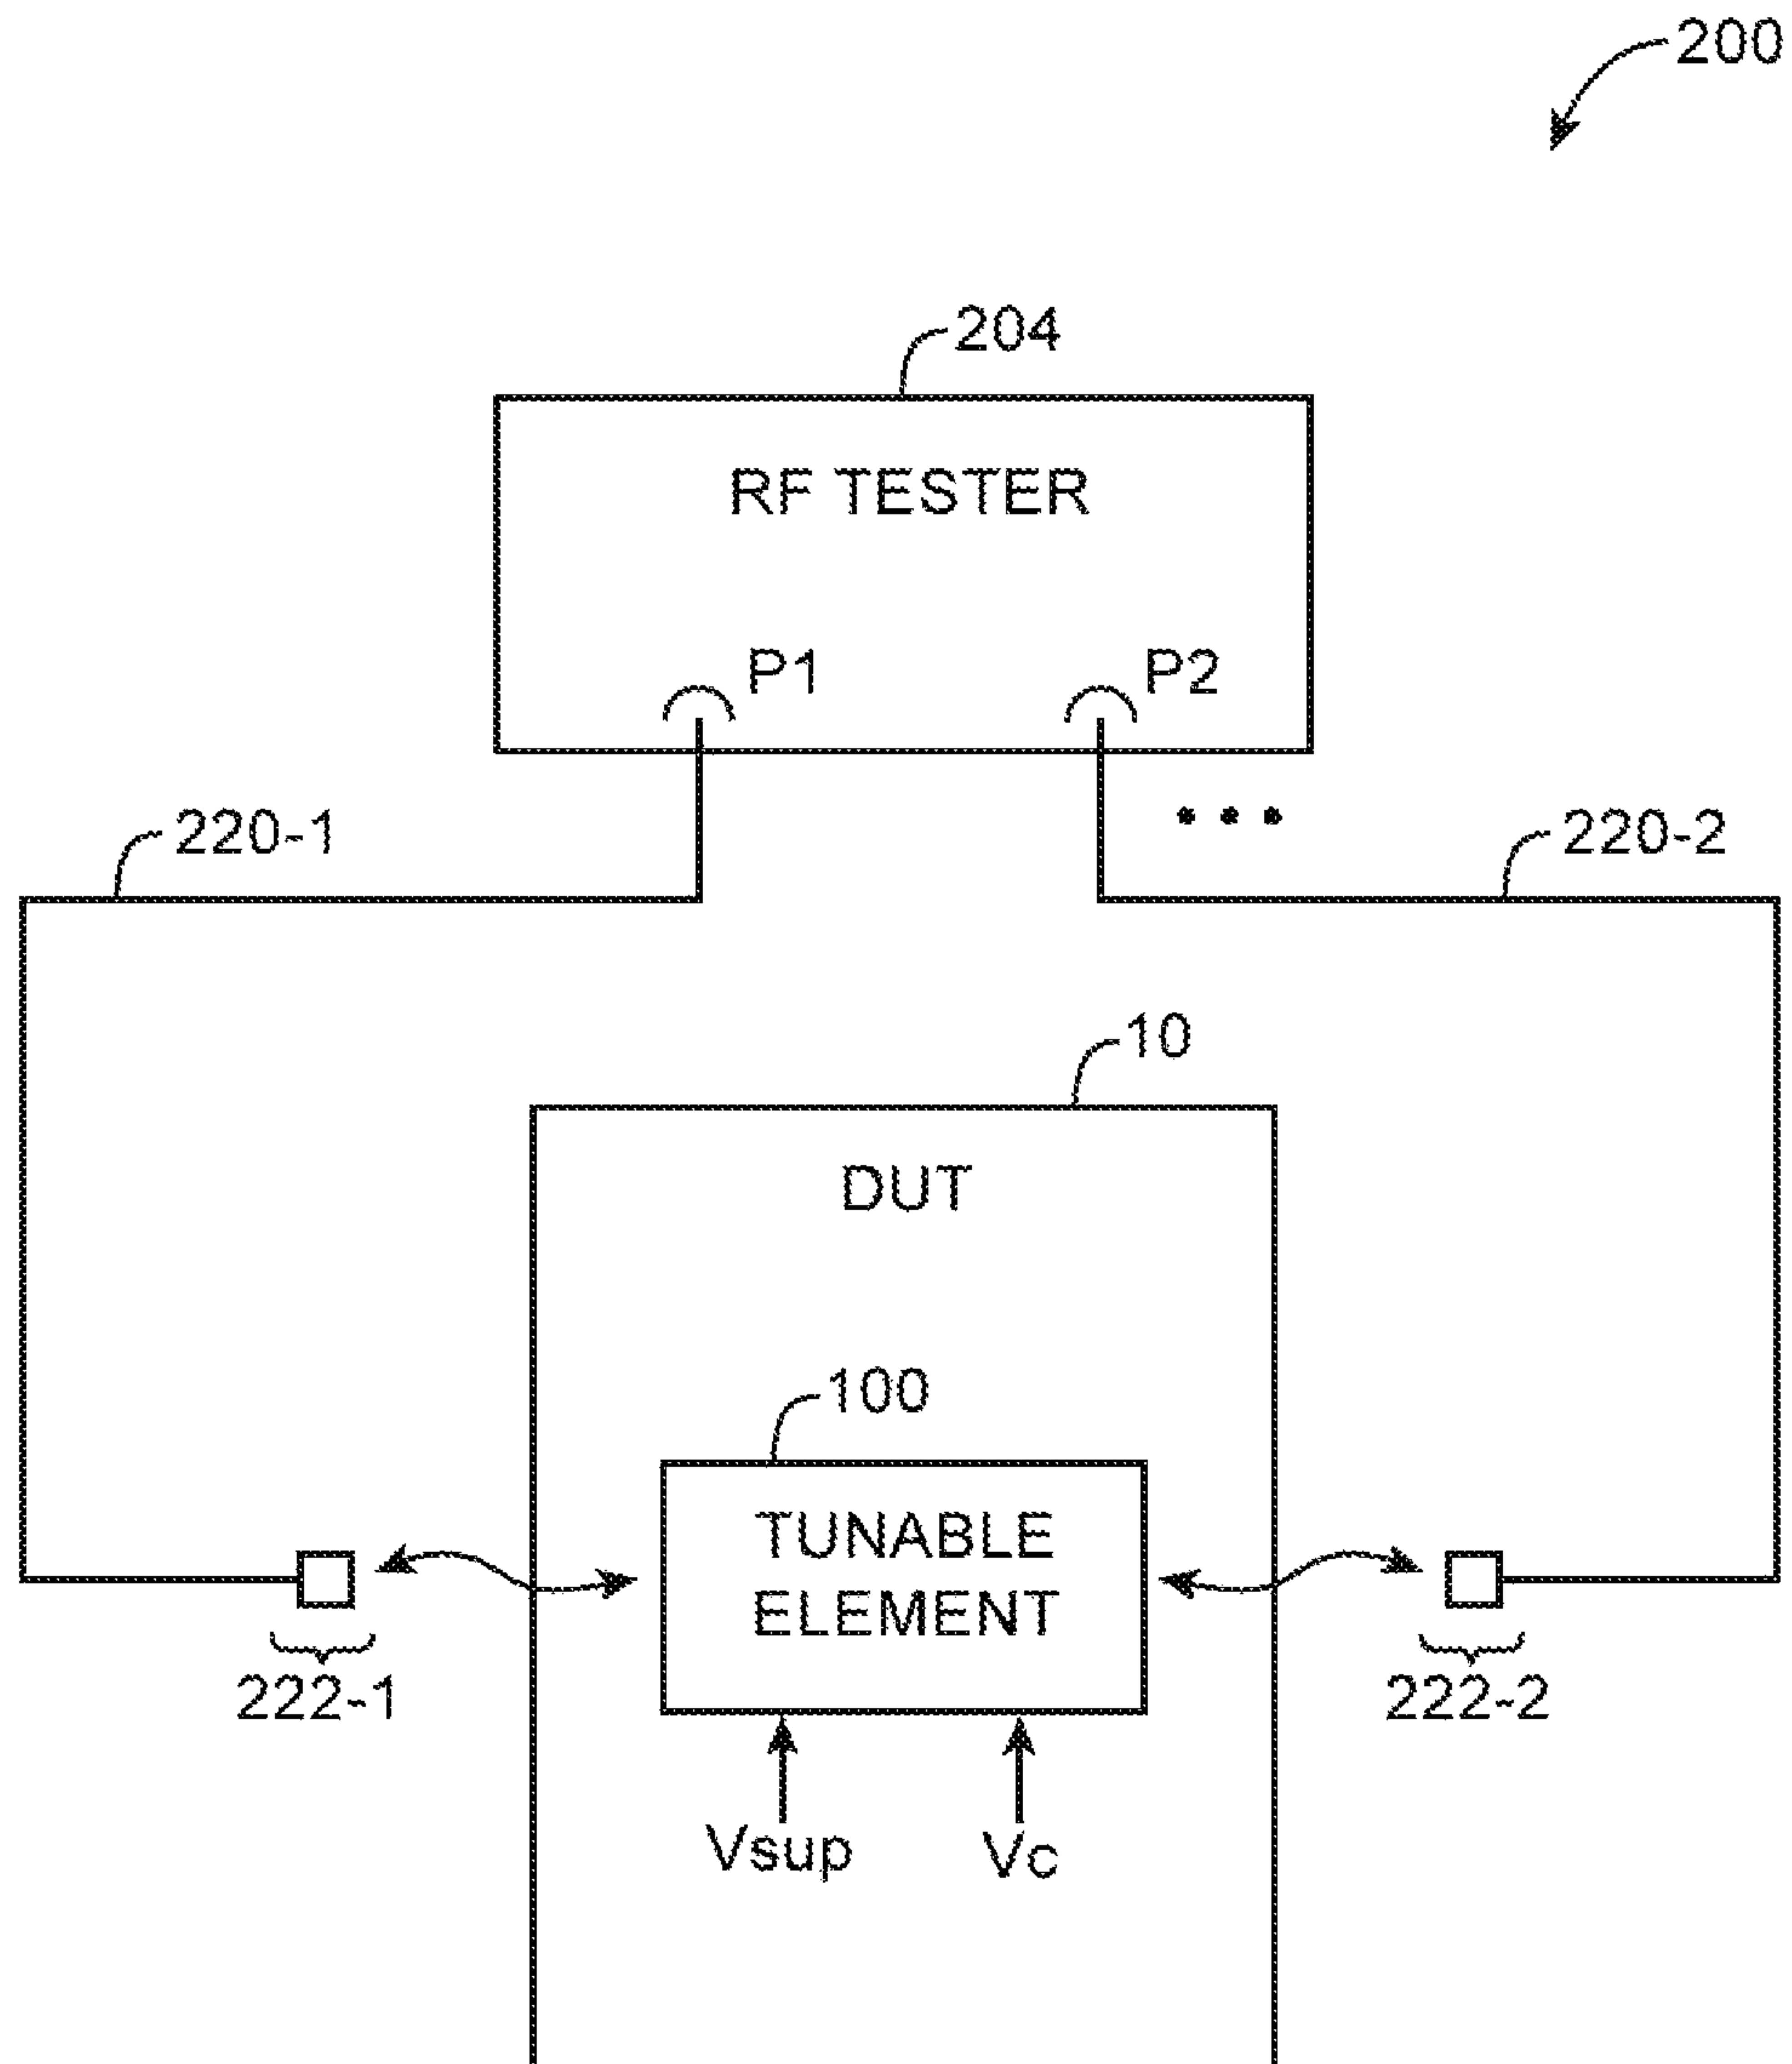 200
204
RF TESTER
P1
P2
220-1
...
220-2
10
DUT
100
TUNABLE
ELEMENT
222-1
222-2
Vsup
Vc